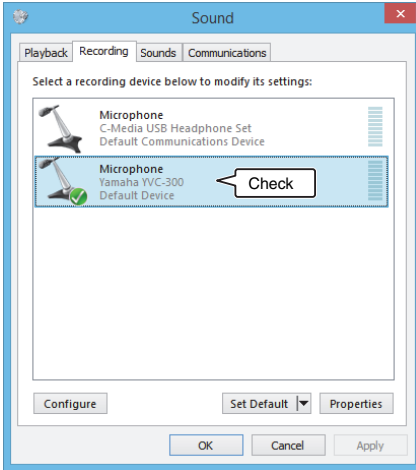 Sound
Playback Recording Sounds Communications
Select a recording device below to modify its settings:
Microphone
C-Media USB Headphone Set
Default Communications Device
Microphone
Yamaha YVC-300
Default Device
Check
Configure Set Default Properties
OK Cancel Apply